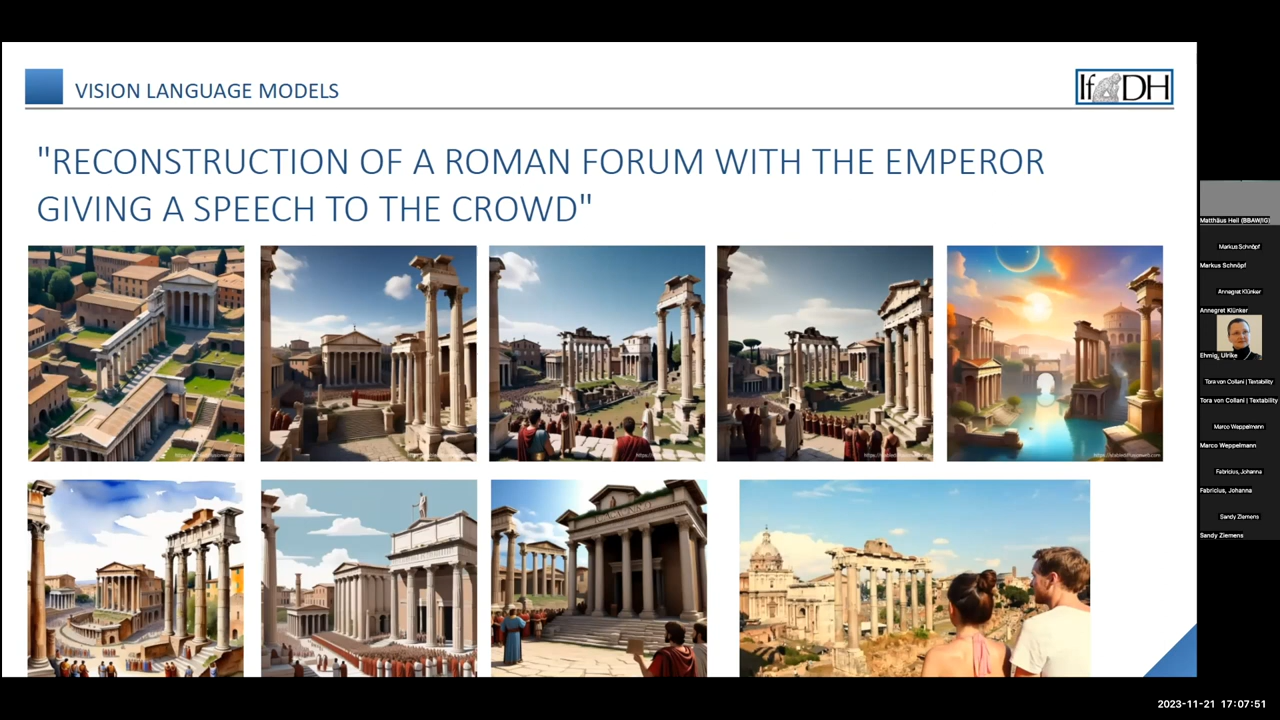 VISION LANGUAGE MODELS
IfDH
"RECONSTRUCTION OF A ROMAN FORUM WITH THE EMPEROR
GIVING A SPEECH TO THE CROWD"
Matthäus Heil (BBAW/IG)
Markus Schnöpf
Markus Schnöpf
Annegret Klünker
Annegret Klünker
Ehmig, Ulrike
Tora von Collani | Textability
Tora von Collani | Textability
Marco Weppelmann
Marco Weppelmann
Fabricius, Johanna
Fabricius, Johanna
Sandy Ziemens
Sandy Ziemens
2023-11-21 17:07:51